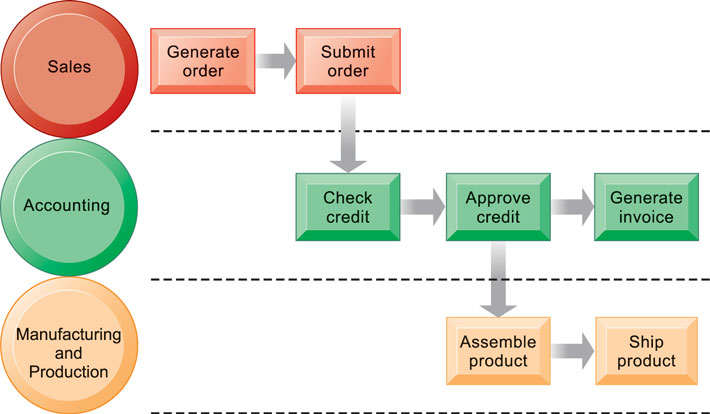 Sales
Generate
order
Submit
order
Accounting
Check
credit
Approve
credit
Generate
invoice
Manufacturing
and
Production
Assemble
product
Ship
product